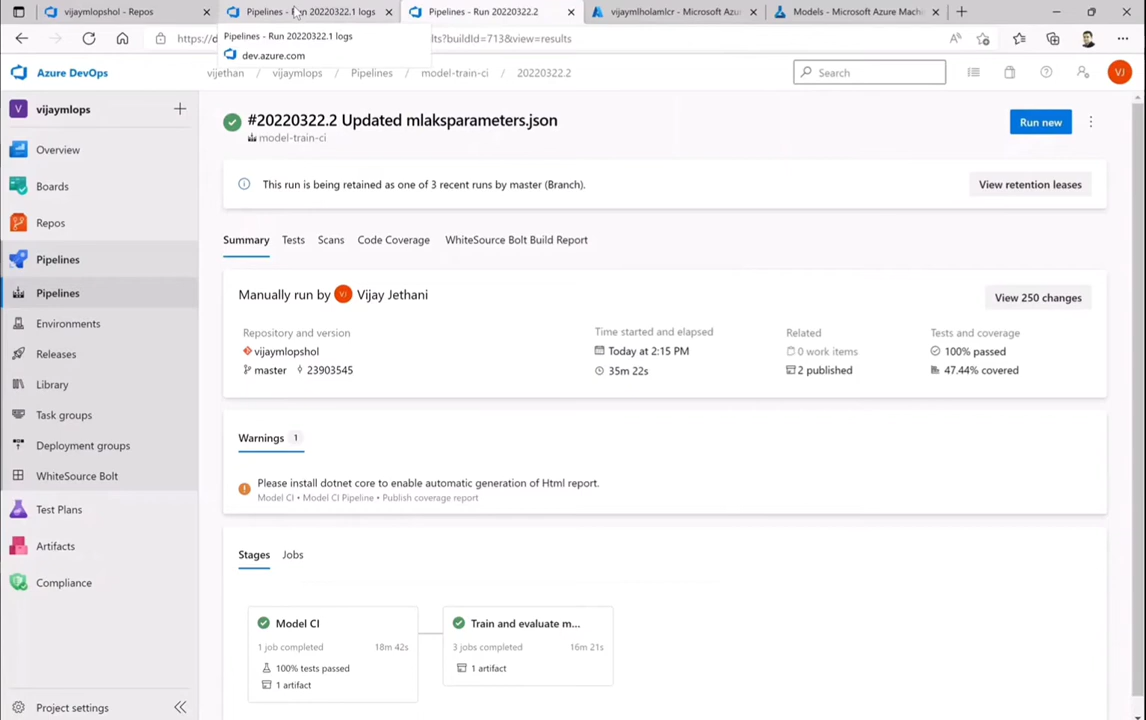 vijaymlopshol - Repos
Pipelines - Run 20220322.1 logs
Pipelines - Run 20220322.2
vijaymlholamlcr - Microsoft Azu
Models - Microsoft Azure Machi
https://d
lts?buildId=713&view=results
Pipelines - Run 20220322.1 logs
dev.azure.com
Azure DevOps
vijethan / vijaymlops / Pipelines / model-train-ci / 20220322.2
Search
VJ
V vijaymlops
Overview
Boards
Repos
Pipelines
Pipelines
Environments
Releases
Library
Task groups
Deployment groups
WhiteSource Bolt
Test Plans
Artifacts
Compliance
Project settings
#20220322.2 Updated mlaksparameters.json
model-train-ci
Run new
This run is being retained as one of 3 recent runs by master (Branch).
View retention leases
Summary Tests Scans Code Coverage WhiteSource Bolt Build Report
Manually run by VJ Vijay Jethani
View 250 changes
Repository and version
vijaymlopshol
master 23903545
Time started and elapsed
Today at 2:15 PM
35m 22s
Related
0 work items
2 published
Tests and coverage
100% passed
47.44% covered
Warnings 1
Please install dotnet core to enable automatic generation of Html report.
Model CI • Model CI Pipeline • Publish coverage report
Stages Jobs
Model CI
1 job completed 18m 42s
100% tests passed
1 artifact
Train and evaluate m...
3 jobs completed 16m 21s
1 artifact